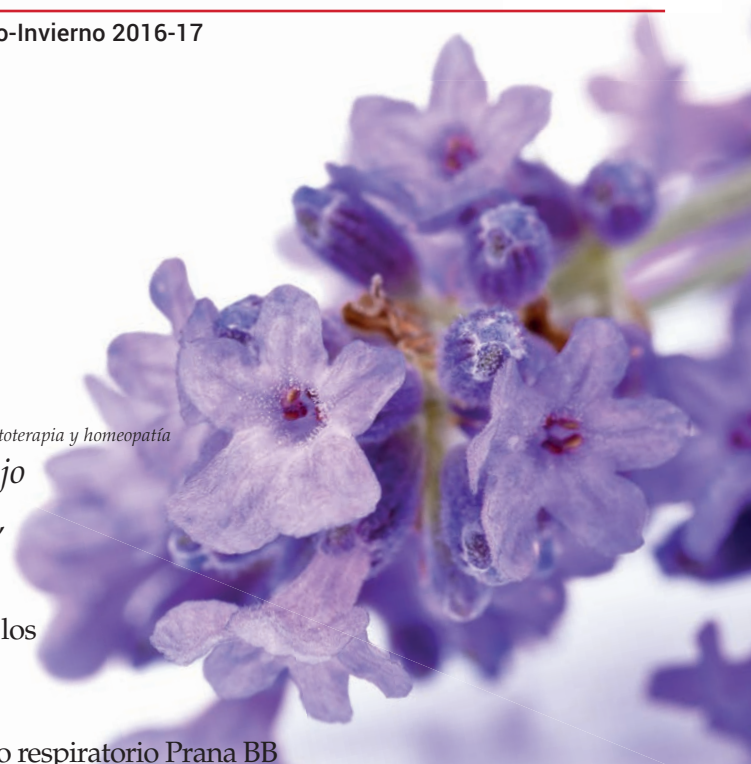 o-Invierno 2016-17
toterapia y homeopatía
jo
los
o respiratorio Prana BB